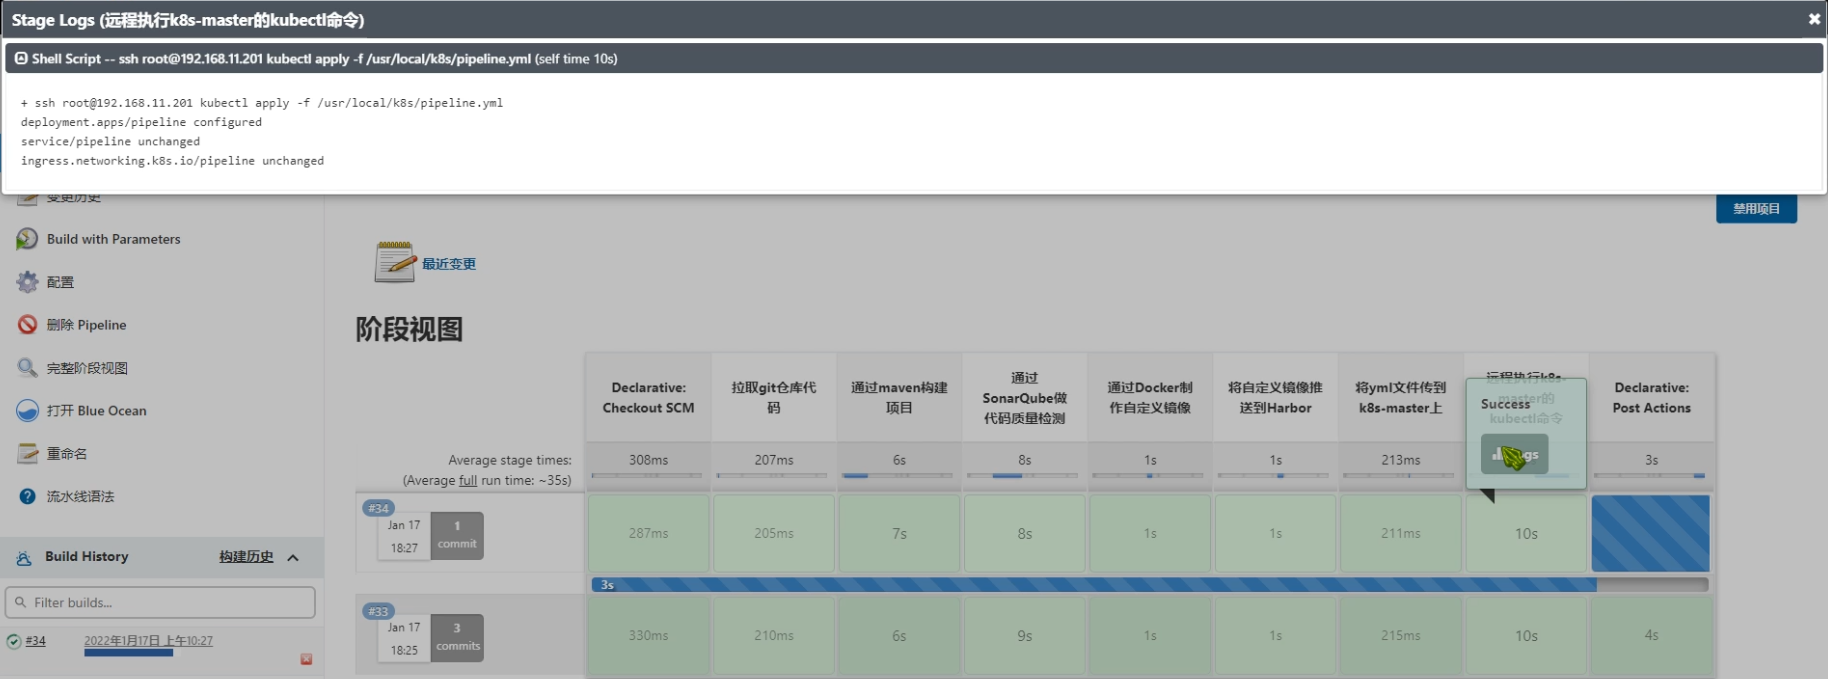 Stage Logs (远程执行k8s-master的kubectl命令)
Shell Script -- ssh root@192.168.11.201 kubectl apply -f /usr/local/k8s/pipeline.yml (self time 10s)
+ ssh root@192.168.11.201 kubectl apply -f /usr/local/k8s/pipeline.yml
deployment.apps/pipeline configured
service/pipeline unchanged
ingress.networking.k8s.io/pipeline unchanged
变更历史
禁用项目
Build with Parameters
最近变更
配置
删除 Pipeline
完整阶段视图
打开 Blue Ocean
重命名
流水线语法
阶段视图
Declarative:
Checkout SCM
拉取git仓库代
码
通过maven构建
项目
通过
SonarQube做
代码质量检测
通过Docker制
作自定义镜像
将自定义镜像推
送到Harbor
将yml文件传到
k8s-master上
远程执行k8s-
master的
kubectl命令
Success
Declarative:
Post Actions
Average stage times:
(Average full run time: ~35s)
308ms
207ms
6s
8s
1s
1s
213ms
3s
#34
Jan 17
18:27
1
commit
287ms
205ms
7s
8s
1s
1s
211ms
10s
3s
#33
Jan 17
18:25
3
commits
330ms
210ms
6s
9s
1s
1s
215ms
10s
4s
Build History
构建历史
Filter builds...
#34
2022年1月17日 上午10:27